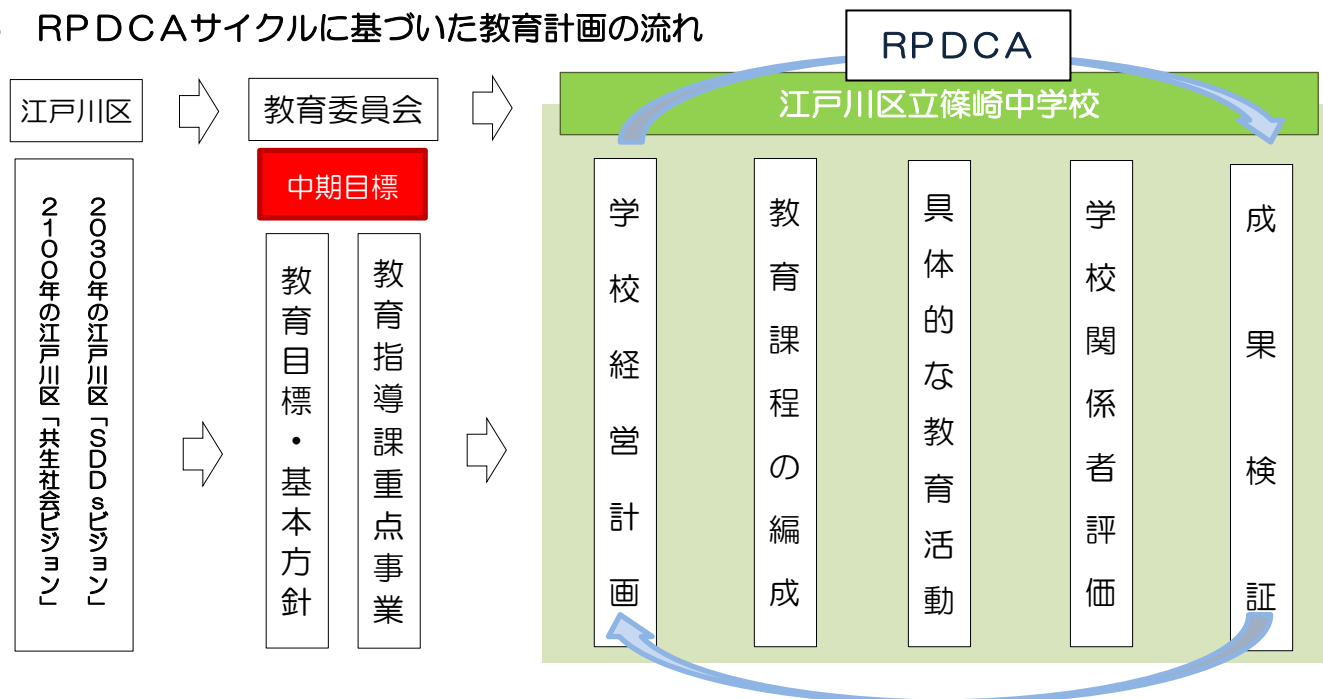 RPDCAサイクルに基づいた教育計画の流れ
RPDCA
江戸川区
教育委員会
江戸川区立篠崎中学校
中期目標
2030年の江戸川区「SDDsビジョン」
2100年の江戸川区「共生社会ビジョン」
教育目標・基本方針
教育指導課重点事業
学校経営計画
教育課程の編成
具体的な教育活動
学校関係者評価
成果検証